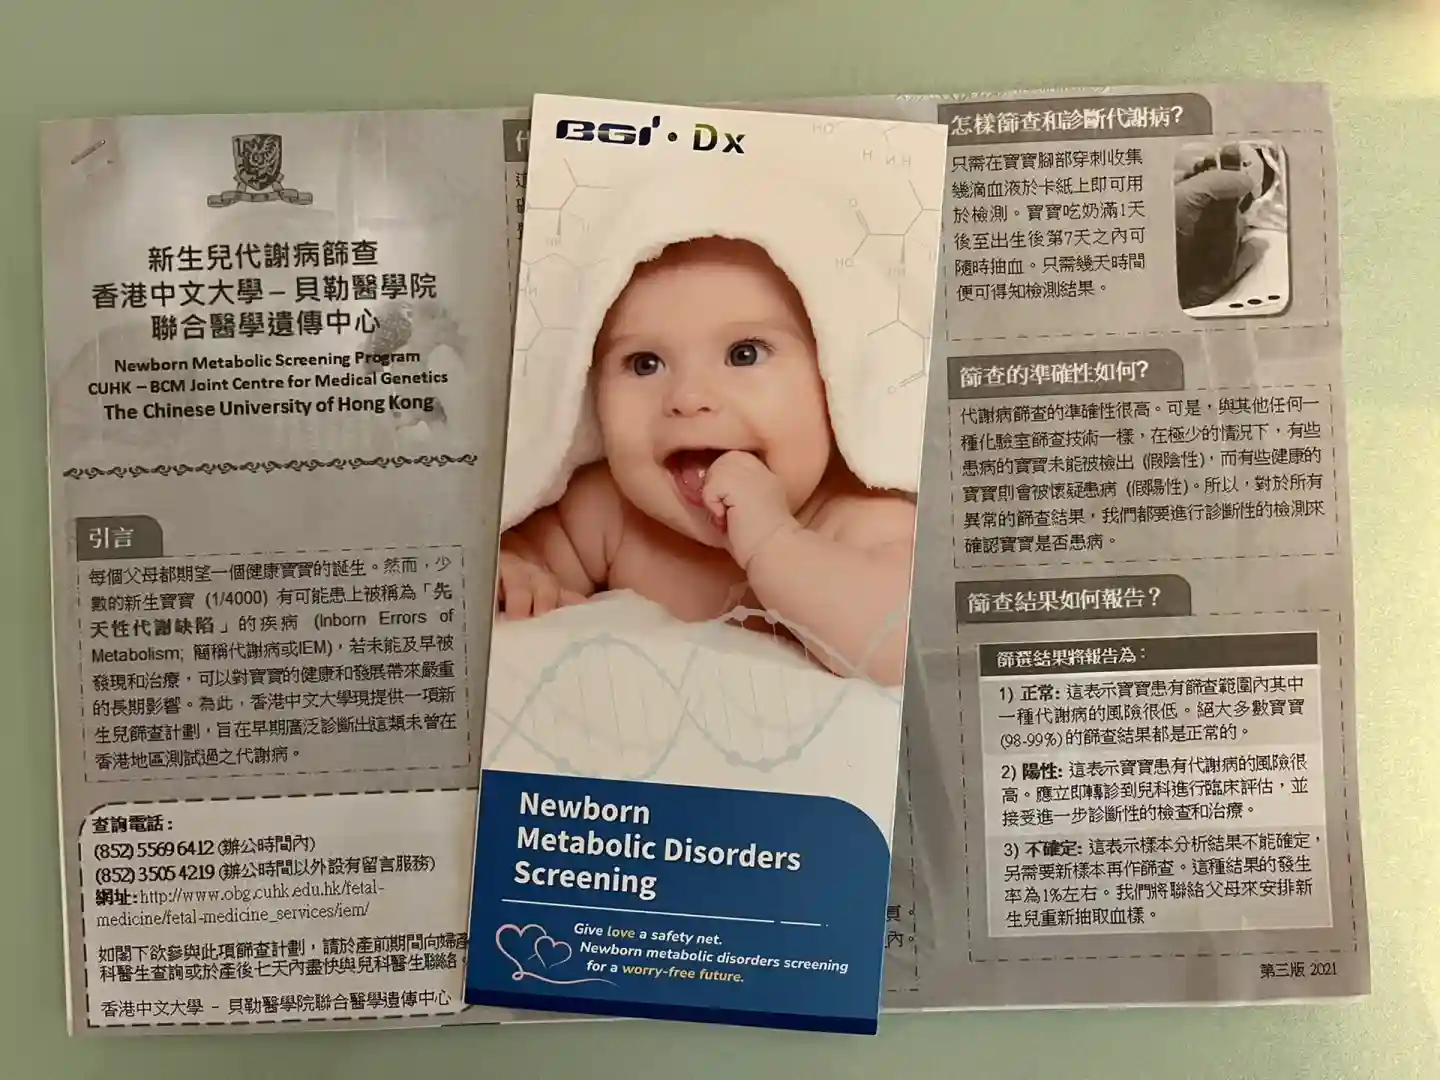 新生兒代謝病篩查
香港中文大學 – 貝勒醫學院
聯合醫學遺傳中心
Newborn Metabolic Screening Program
CUHK – BCM Joint Centre for Medical Genetics
The Chinese University of Hong Kong
引言
每個父母都期望一個健康寶寶的誕生。然而，少
數的新生寶寶 (1/4000) 有可能患上被稱為「先
天性代謝缺陷」的疾病 (Inborn Errors of
Metabolism; 簡稱代謝病或IEM)，若未能及早被
發現和治療，可以對寶寶的健康和發展帶來嚴重
的長期影響。為此，香港中文大學現提供一項新
生兒篩查計劃，旨在早期廣泛診斷出這類未曾在
香港地區測試過之代謝病。
查詢電話：
(852) 5569 6412 (辦公時間內)
(852) 3505 4219 (辦公時間以外設有留言服務)
網址: http://www.obg.cuhk.edu.hk/fetal-
medicine/fetal-medicine_services/iem/
如閣下欲參與此項篩查計劃，請於產前期間向婦產
科醫生查詢或於產後七天內盡快與兒科醫生聯絡。
香港中文大學 - 貝勒醫學院聯合醫學遺傳中心
BGI · Dx
Newborn
Metabolic Disorders
Screening
Give love a safety net.
Newborn metabolic disorders screening
for a worry-free future.
怎樣篩查和診斷代謝病?
只需在寶寶腳部穿刺收集
幾滴血液於卡紙上即可用
於檢測。寶寶吃奶滿1天
後至出生後第7天之內可
隨時抽血。只需幾天時間
便可得知檢測結果。
篩查的準確性如何?
代謝病篩查的準確性很高。可是，與其他任何一
種化驗室篩查技術一樣，在極少的情況下，有些
患病的寶寶未能被檢出 (假陰性)，而有些健康的
寶寶則會被懷疑患病 (假陽性)。所以，對於所有
異常的篩查結果，我們都要進行診斷性的檢測來
確認寶寶是否患病。
篩查結果如何報告？
篩選結果將報告為：
1) 正常: 這表示寶寶患有篩查範圍內其中
一種代謝病的風險很低。絕大多數寶寶
(98-99%) 的篩查結果都是正常的。
2) 陽性: 這表示寶寶患有代謝病的風險很
高。應立即轉診到兒科進行臨床評估，並
接受進一步診斷性的檢查和治療。
3) 不確定: 這表示樣本分析結果不能確定，
另需要新樣本再作篩查。這種結果的發生
率為1%左右。我們將聯絡父母來安排新
生兒重新抽取血樣。
第三版 2021